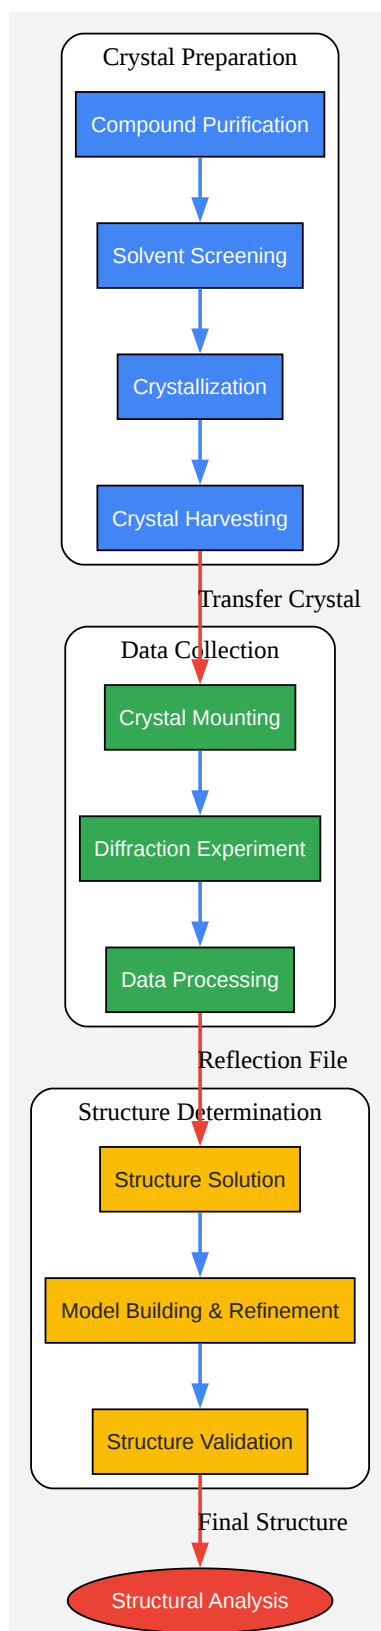 Crystal Preparation
Compound Purification
Solvent Screening
Crystallization
Crystal Harvesting
Transfer Crystal
Data Collection
Crystal Mounting
Diffraction Experiment
Data Processing
Reflection File
Structure Determination
Structure Solution
Model Building & Refinement
Structure Validation
Final Structure
Structural Analysis